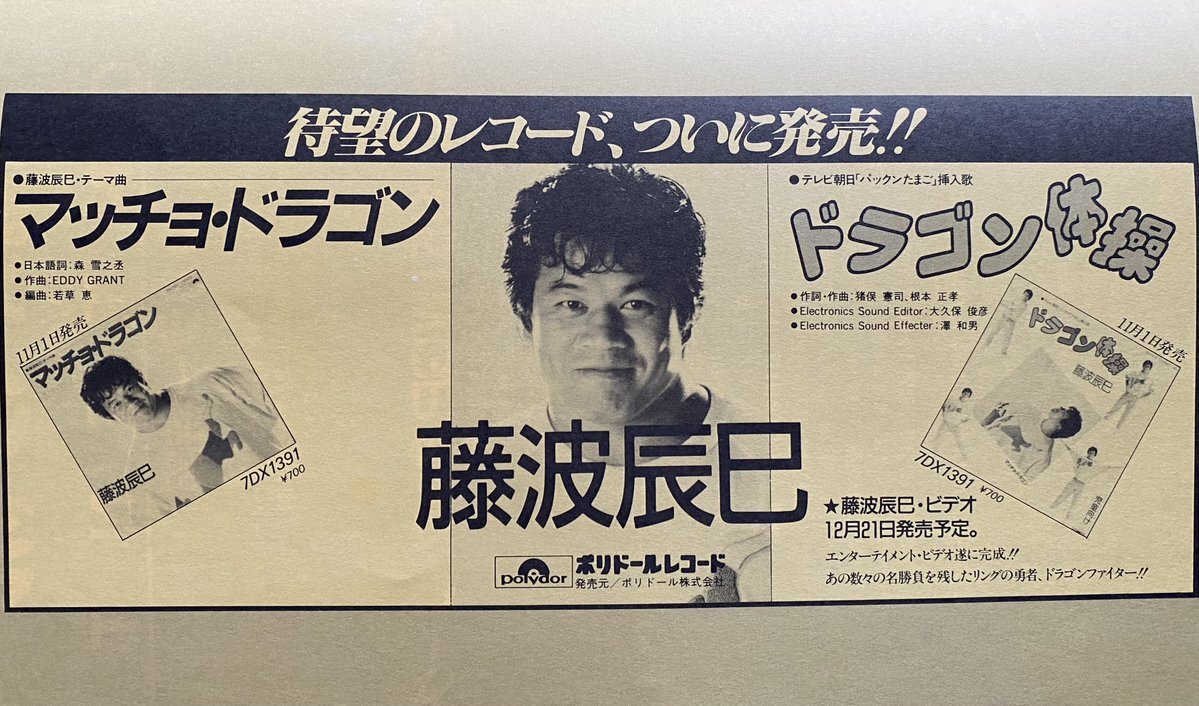 待望のレコード、ついに発売!!
●藤波辰巳・テーマ曲
マッチョ・ドラゴン
●日本語詞:森 雪之丞
●作曲:EDDY GRANT
●編曲:若草 恵
11月1日発売
マッチョ・ドラゴン
藤波辰巳
7DX1391
¥700
藤波辰巳
polydor
ポリドールレコード
発売元/ポリドール株式会社
●テレビ朝日「パックンたまご」挿入歌
ドラゴン体操
●作詞・作曲:猪俣 憲司、根本 正孝
●Electronics Sound Editor:大久保 俊彦
●Electronics Sound Effecter:澤 和男
11月1日発売
ドラゴン体操
藤波辰巳
マッチョ・ドラゴン
7DX1391
¥700
★藤波辰巳・ビデオ
12月21日発売予定。
エンターテイメント・ビデオ遂に完成!!
あの数々の名勝負を残したリングの勇者、ドラゴンファイター!!